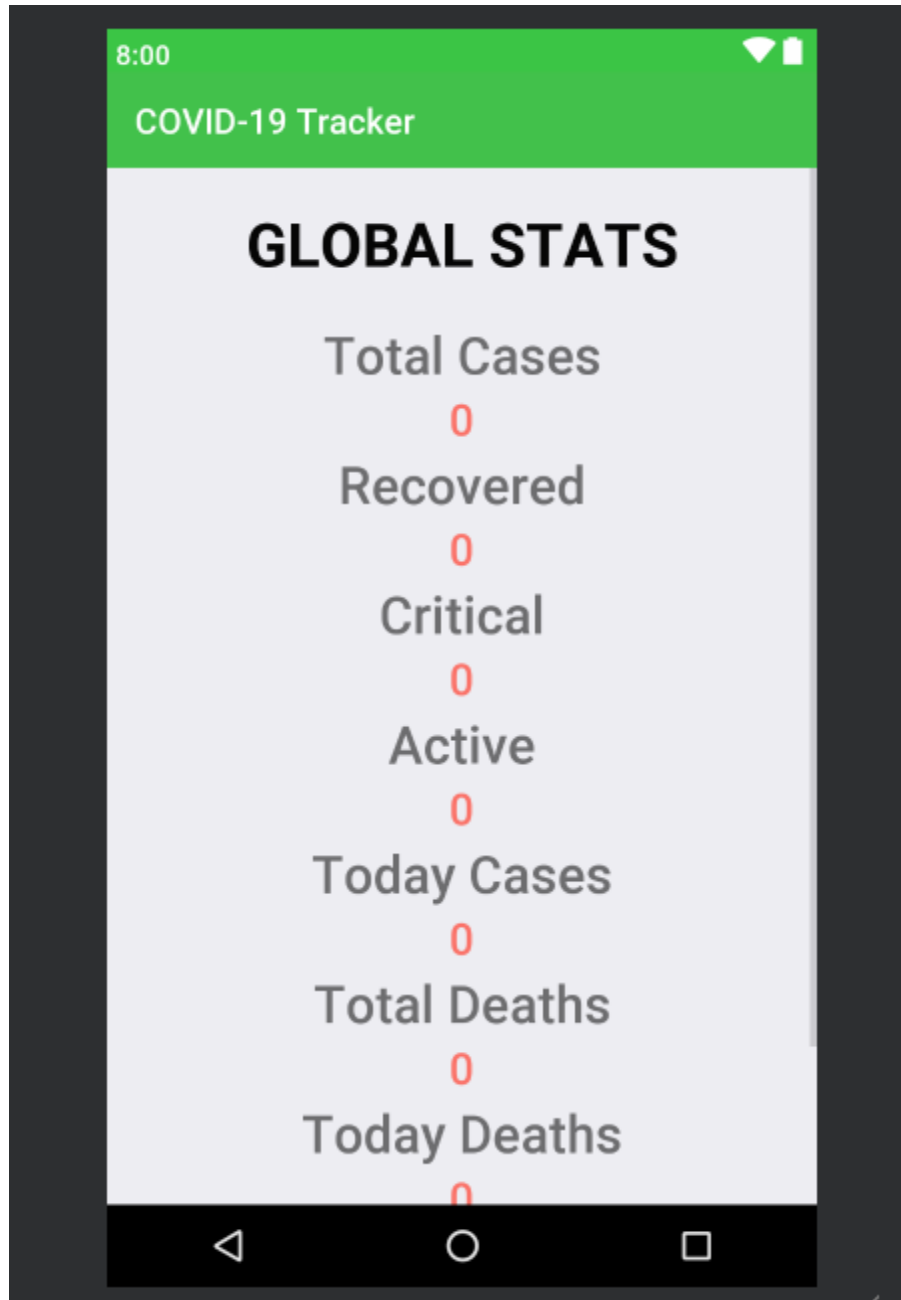 8:00
COVID-19 Tracker
GLOBAL STATS
Total Cases
0
Recovered
0
Critical
0
Active
0
Today Cases
0
Total Deaths
0
Today Deaths
0